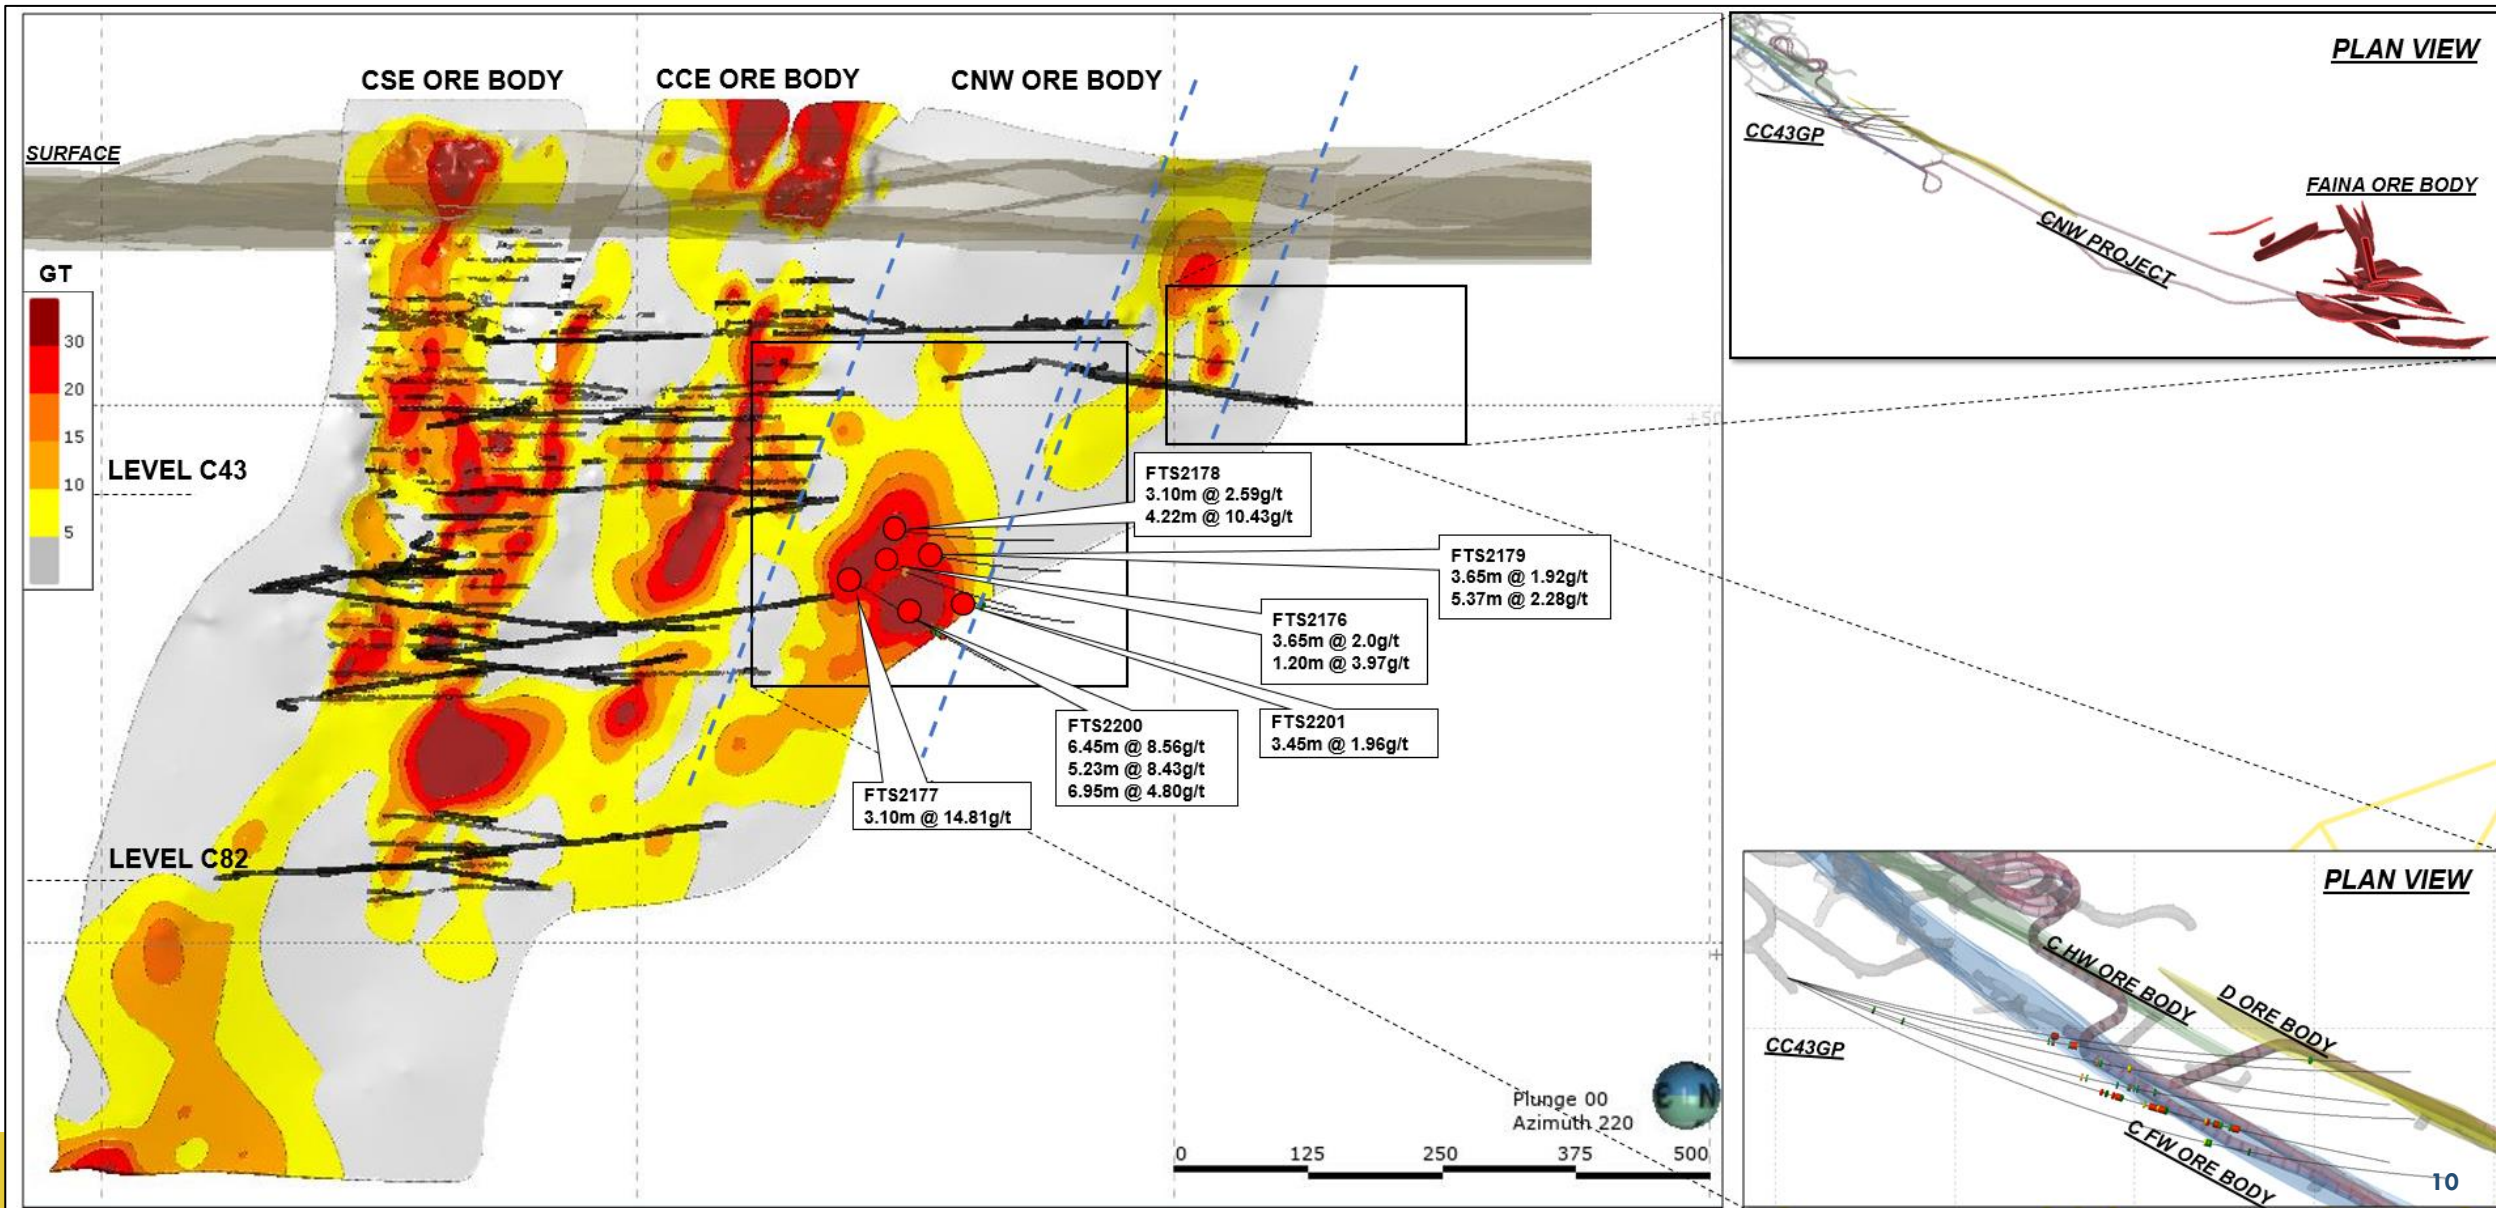 CSE ORE BODY
CCE ORE BODY
CNW ORE BODY
SURFACE
GT
30
20
15
10
5
LEVEL C43
LEVEL C82
FTS2178
3.10m @ 2.59g/t
4.22m @ 10.43g/t
FTS2179
3.65m @ 1.92g/t
5.37m @ 2.28g/t
FTS2176
3.65m @ 2.0g/t
1.20m @ 3.97g/t
FTS2200
6.45m @ 8.56g/t
5.23m @ 8.43g/t
6.95m @ 4.80g/t
FTS2201
3.45m @ 1.96g/t
FTS2177
3.10m @ 14.81g/t
Plunge 00
Azimuth 220
N
0 125 250 375 500
PLAN VIEW
CC43GP
FAINA ORE BODY
CNW PROJECT
PLAN VIEW
C HW ORE BODY
D ORE BODY
CC43GP
C FW ORE BODY
10